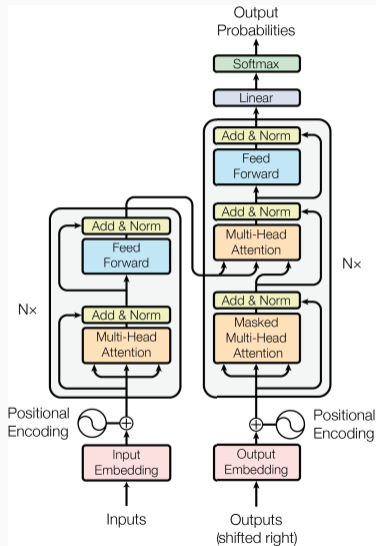 Output
Probabilities
Softmax
Linear
Add & Norm
Feed
Forward
Add & Norm
Multi-Head
Attention
Nx
Add & Norm
Masked
Multi-Head
Attention
Add & Norm
Feed
Forward
Nx
Add & Norm
Multi-Head
Attention
Positional
Encoding
Positional
Encoding
Input
Embedding
Output
Embedding
Inputs
Outputs
(shifted right)